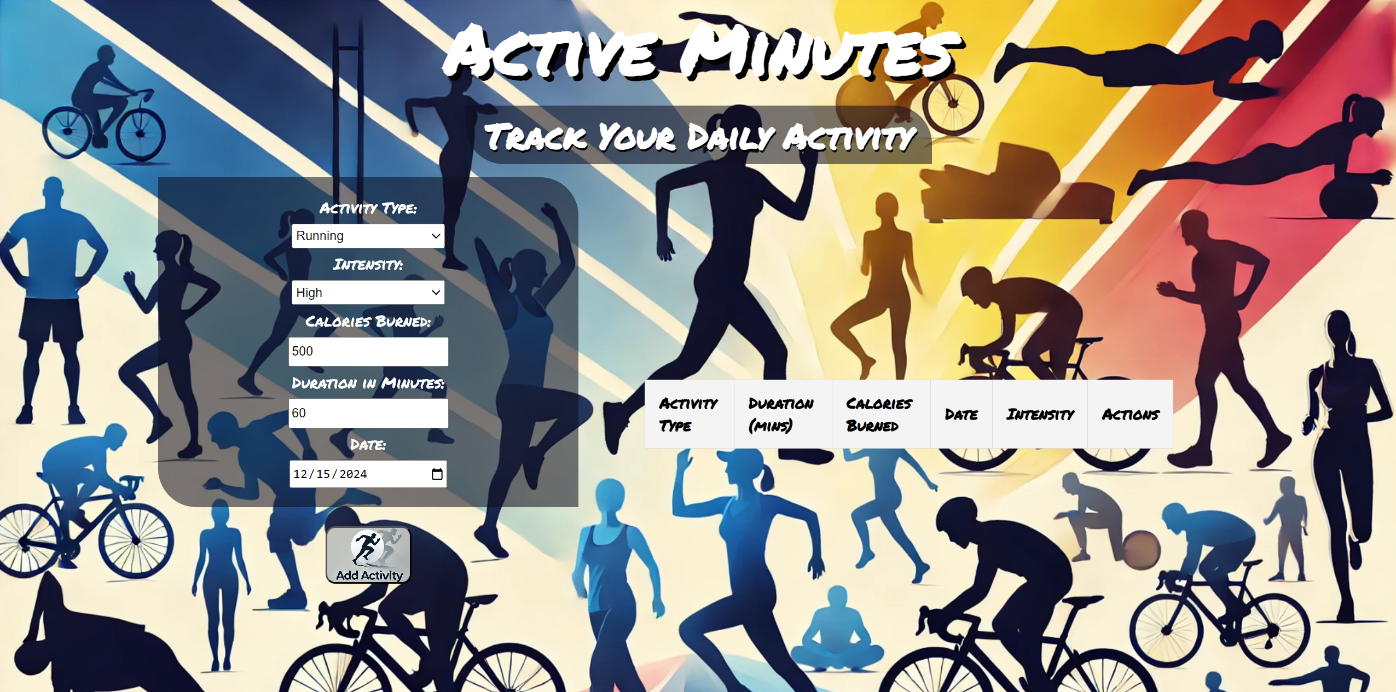 Active Minutes
Track Your Daily Activity
Activity Type:
Running
Intensity:
High
Calories Burned:
500
Duration in Minutes:
60
Date:
12/15/2024
Add Activity
Activity Type
Duration (mins)
Calories Burned
Date
Intensity
Actions